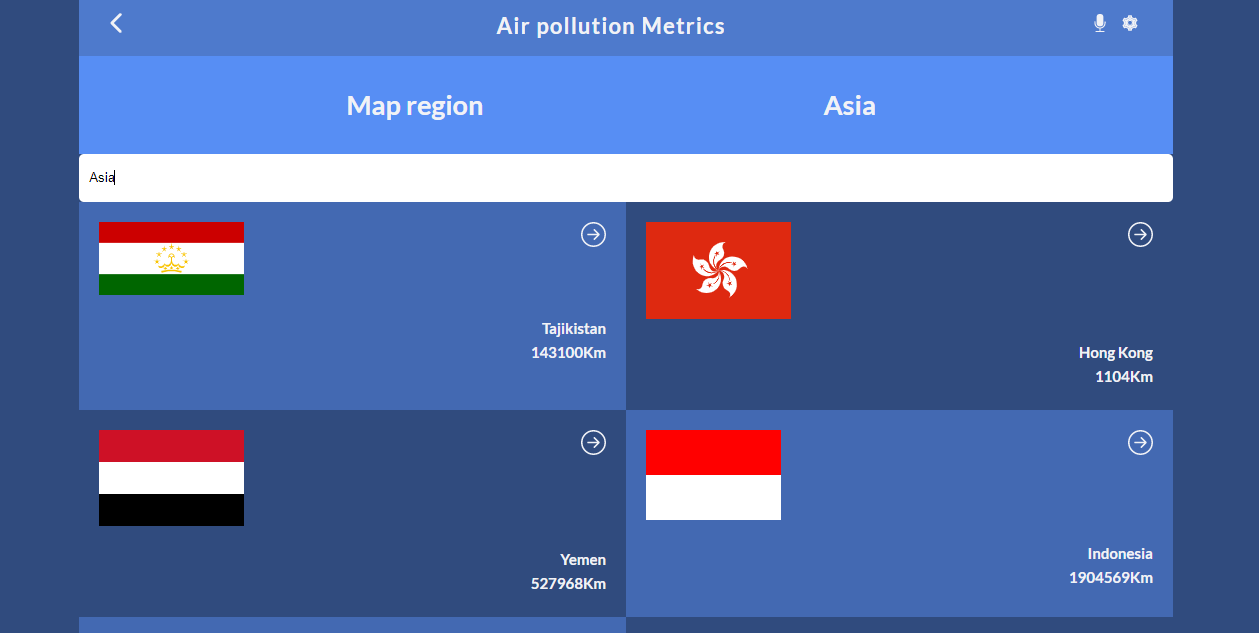 Air pollution Metrics
Map region
Asia
Asia
Tajikistan
143100Km
Hong Kong
1104Km
Yemen
527968Km
Indonesia
1904569Km